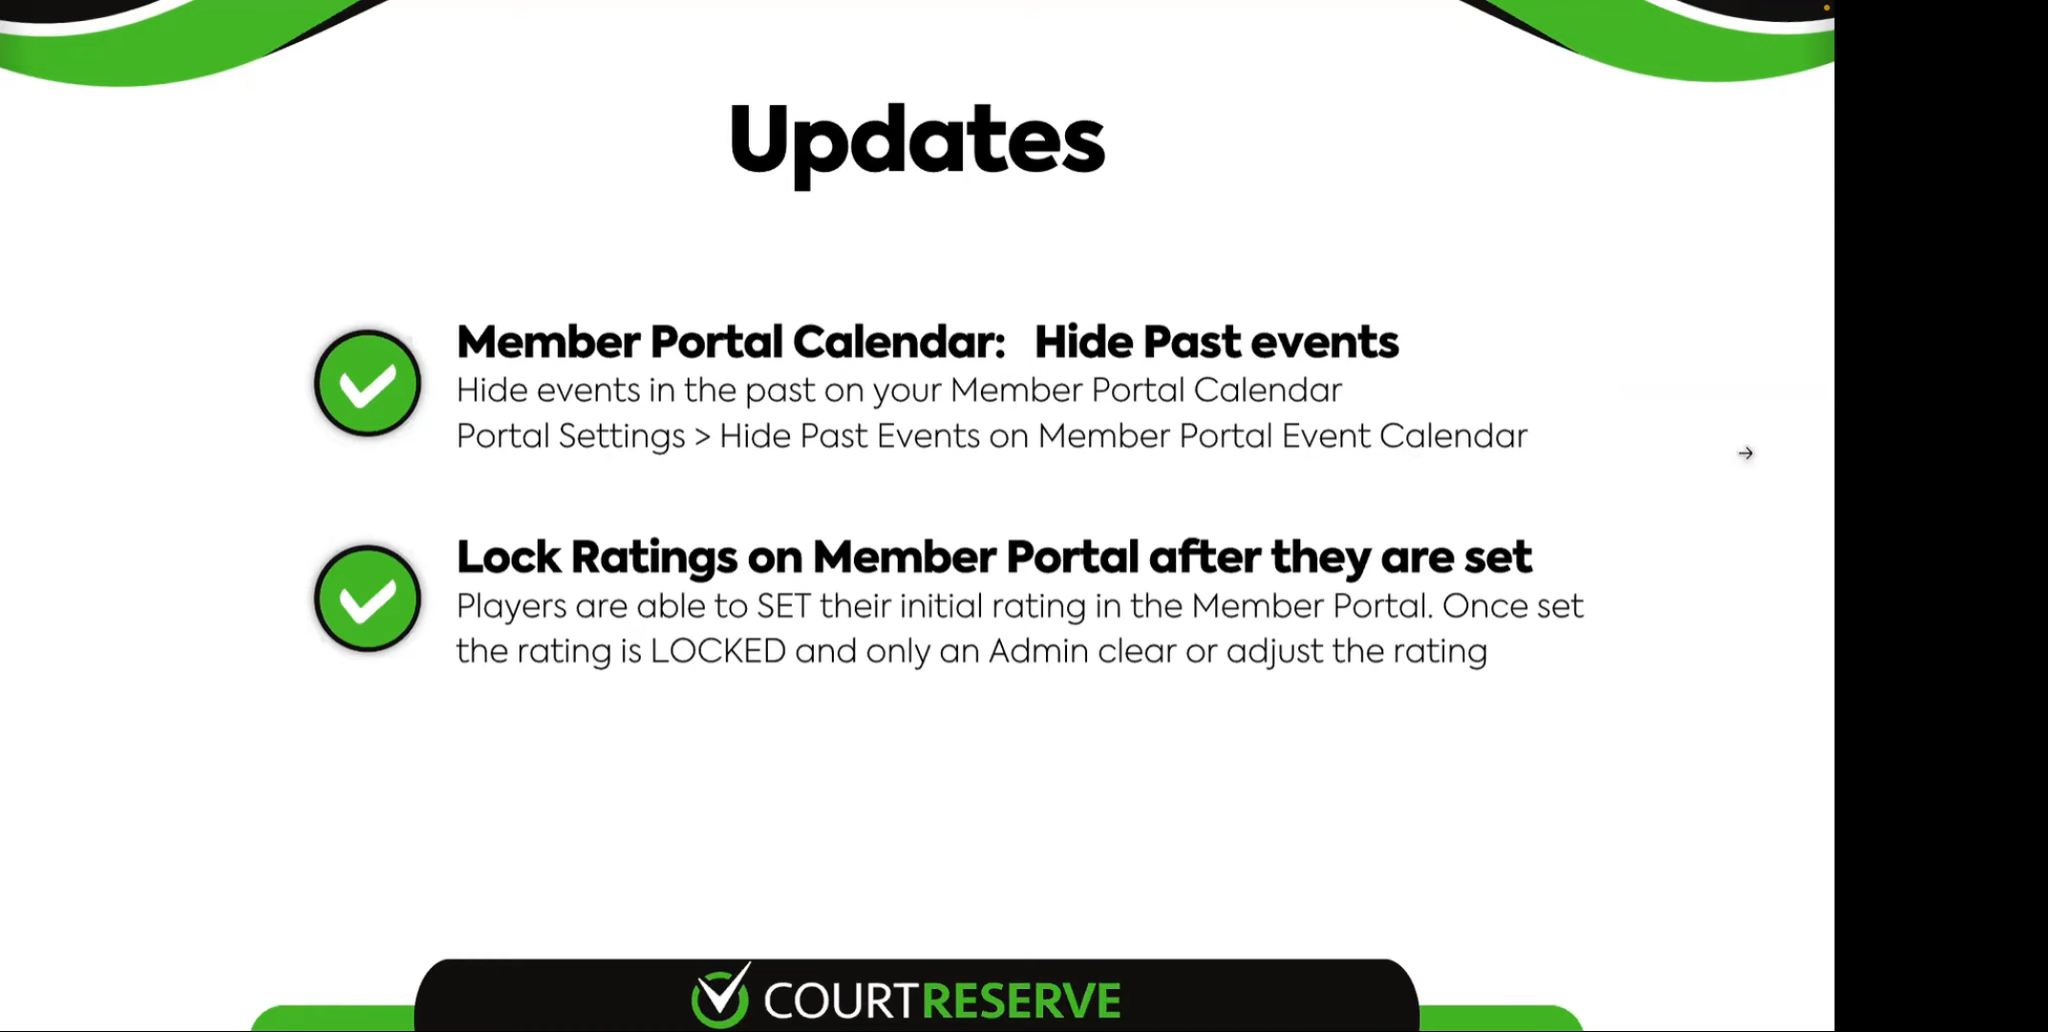 Updates
Member Portal Calendar: Hide Past events
Hide events in the past on your Member Portal Calendar
Portal Settings > Hide Past Events on Member Portal Event Calendar
Lock Ratings on Member Portal after they are set
Players are able to SET their initial rating in the Member Portal. Once set
the rating is LOCKED and only an Admin clear or adjust the rating
COURTRESERVE